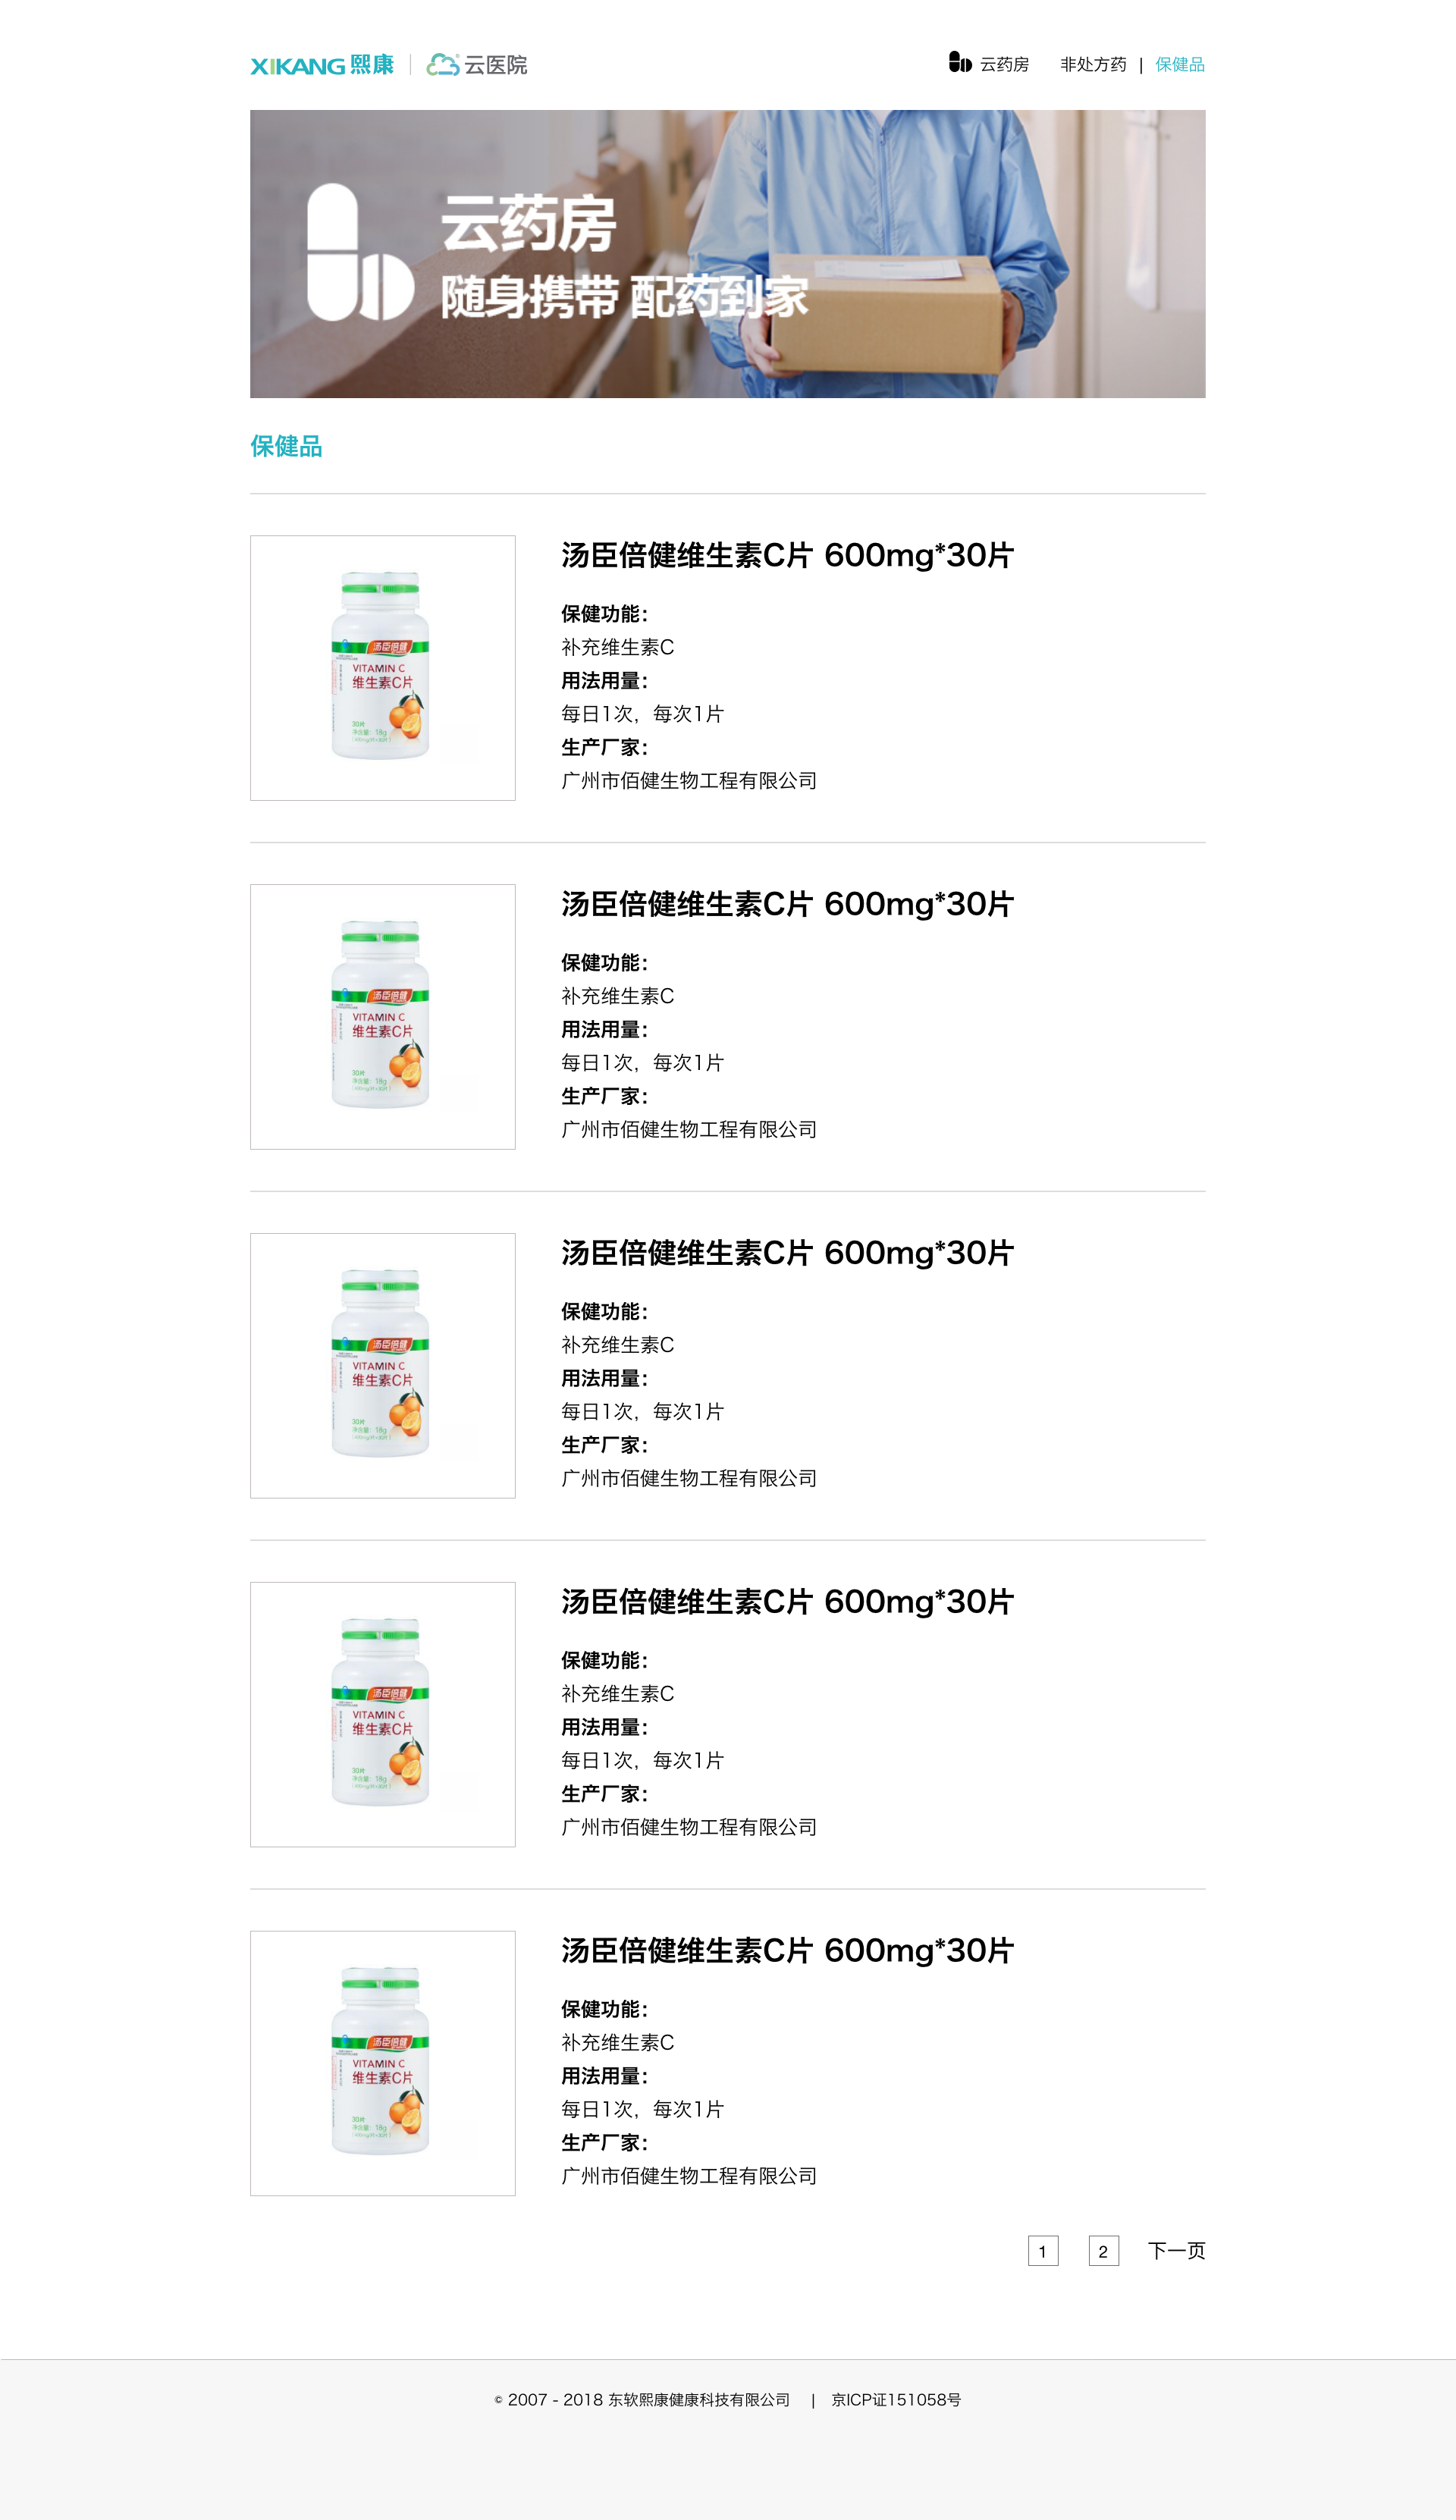 XIKANG 熙康 云医院
云药房 非处方药 | 保健品
云药房
随身携带 配药到家
保健品
汤臣倍健维生素C片 600mg*30片
保健功能：
补充维生素C
用法用量：
每日1次，每次1片
生产厂家：
广州市佰健生物工程有限公司
汤臣倍健
VITAMIN C
维生素C片
30片
净含量：18g
汤臣倍健维生素C片 600mg*30片
保健功能：
补充维生素C
用法用量：
每日1次，每次1片
生产厂家：
广州市佰健生物工程有限公司
汤臣倍健
VITAMIN C
维生素C片
30片
净含量：18g
汤臣倍健维生素C片 600mg*30片
保健功能：
补充维生素C
用法用量：
每日1次，每次1片
生产厂家：
广州市佰健生物工程有限公司
汤臣倍健
VITAMIN C
维生素C片
30片
净含量：18g
汤臣倍健维生素C片 600mg*30片
保健功能：
补充维生素C
用法用量：
每日1次，每次1片
生产厂家：
广州市佰健生物工程有限公司
汤臣倍健
VITAMIN C
维生素C片
30片
净含量：18g
汤臣倍健维生素C片 600mg*30片
保健功能：
补充维生素C
用法用量：
每日1次，每次1片
生产厂家：
广州市佰健生物工程有限公司
汤臣倍健
VITAMIN C
维生素C片
30片
净含量：18g
1 2 下一页
© 2007 - 2018 东软熙康健康科技有限公司 | 京ICP证151058号